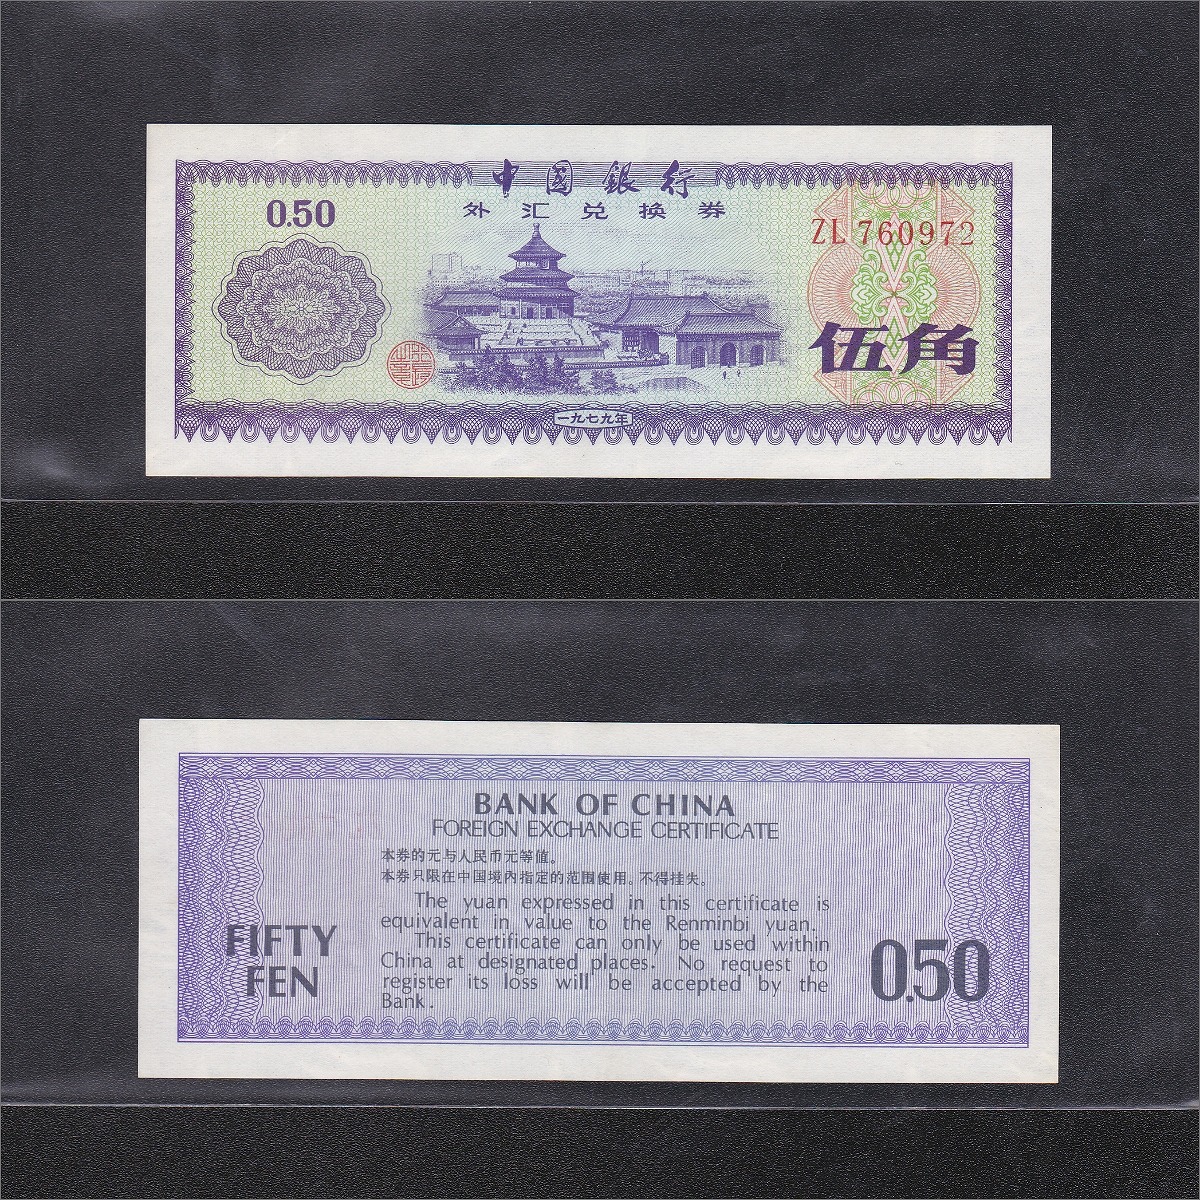 中国銀行
外汇兑换券
0.50
ZL 760972
伍角
一九七九年
BANK OF CHINA
FOREIGN EXCHANGE CERTIFICATE
本券的元与人民币元等值。
本券只限在中国境内指定的范围使用。不得挂失。
The yuan expressed in this certificate is
equivalent in value to the Renminbi yuan.
This certificate can only be used within
China at designated places. No request to
register its loss will be accepted by the
Bank.
FIFTY
FEN
0.50